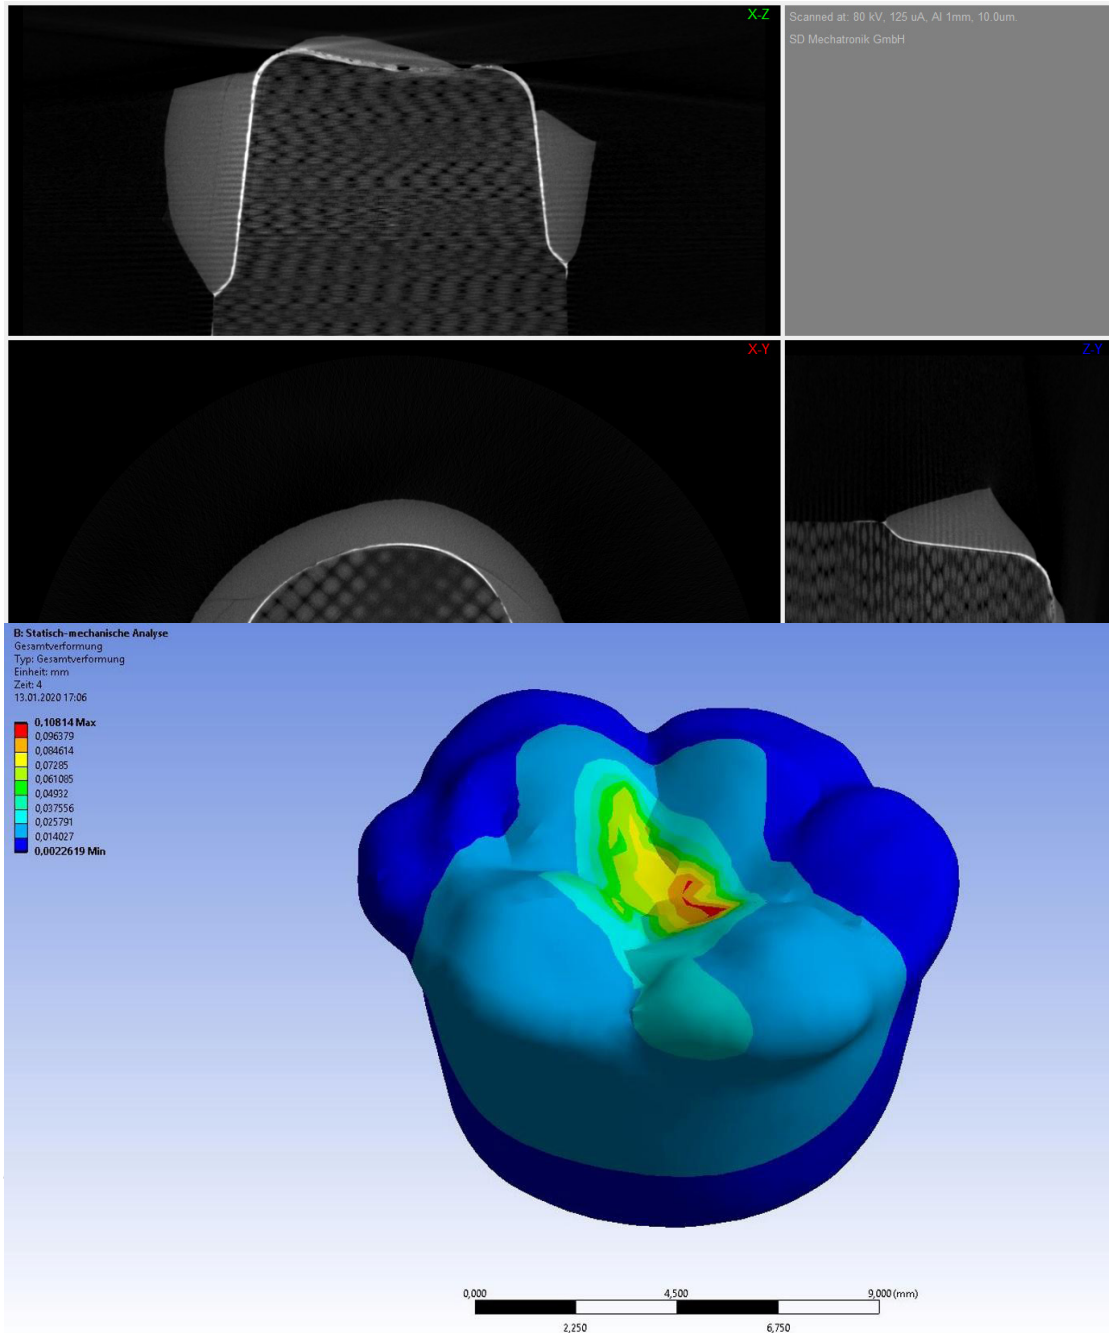 X-Z
Scanned at: 80 kV, 125 uA, Al 1mm, 10.0um.
SD Mechatronik GmbH
X-Y
Z-Y
B: Statisch-mechanische Analyse
Gesamtverformung
Typ: Gesamtverformung
Einheit: mm
Zeit: 4
13.01.2020 17:06
0,10814 Max
0,096379
0,084614
0,07285
0,061085
0,04932
0,037556
0,025791
0,014027
0,0022619 Min
0,000 4,500 9,000 (mm)
2,250 6,750